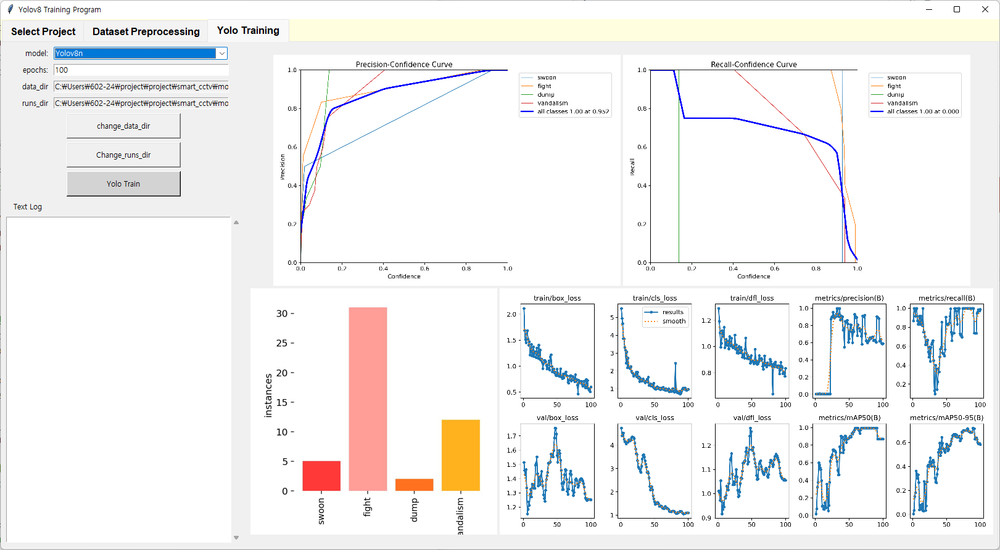 Yolov8 Training Program
Select Project
Dataset Preprocessing
Yolo Training
model:
Yolov8n
epochs:
100
data_dir
C:₩Users₩602-24₩project₩project₩smart_cctv₩mo
runs_dir
C:₩Users₩602-24₩project₩project₩smart_cctv₩mo
change_data_dir
Change_runs_dir
Yolo Train
Text Log
Precision-Confidence Curve
1.0
0.8
0.6
0.4
0.2
0.0
Precision
0.0 0.2 0.4 0.6 0.8 1.0
Confidence
swoon
fight
dump
vandalism
all classes 1.00 at 0.952
Recall-Confidence Curve
1.0
0.8
0.6
0.4
0.2
0.0
Recall
0.0 0.2 0.4 0.6 0.8 1.0
Confidence
swoon
fight
dump
vandalism
all classes 1.00 at 0.000
30
25
20
15
10
5
0
instances
swoon
fight
dump
andalism
train/box_loss
2.0
1.5
1.0
0.5
0 50 100
train/cls_loss
results
smooth
5
4
3
2
1
0 50 100
train/dfl_loss
1.2
1.0
0.8
0 50 100
metrics/precision(B)
1.0
0.8
0.6
0.4
0.2
0.0
0 50 100
metrics/recall(B)
1.0
0.8
0.6
0.4
0.2
0 50 100
val/box_loss
1.7
1.6
1.5
1.4
1.3
1.2
0 50 100
val/cls_loss
4
3
2
1
0 50 100
val/dfl_loss
1.2
1.1
1.0
0.9
0 50 100
metrics/mAP50(B)
1.0
0.8
0.6
0.4
0.2
0.0
0 50 100
metrics/mAP50-95(B)
0.6
0.4
0.2
0.0
0 50 100